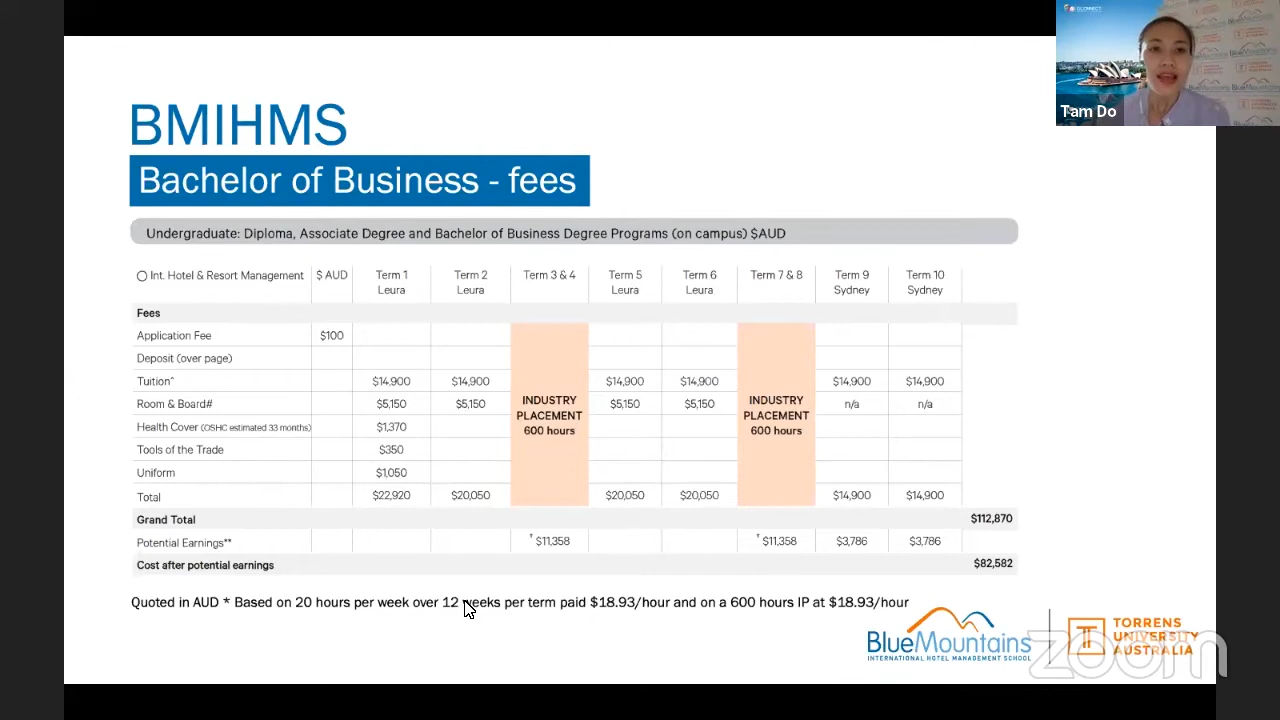 Tam Do
BMIHMS
Bachelor of Business - fees
Undergraduate: Diploma, Associate Degree and Bachelor of Business Degree Programs (on campus) $AUD
Int. Hotel & Resort Management $ AUD Term 1 Leura Term 2 Leura Term 3 & 4 Term 5 Leura Term 6 Leura Term 7 & 8 Term 9 Sydney Term 10 Sydney
Fees
Application Fee $100
Deposit (over page)
Tuition^ $14,900 $14,900 $14,900 $14,900 $14,900 $14,900
Room & Board# $5,150 $5,150 $5,150 $5,150 n/a n/a
INDUSTRY PLACEMENT 600 hours
INDUSTRY PLACEMENT 600 hours
Health Cover (OSHC estimated 33 months) $1,370
Tools of the Trade $350
Uniform $1,050
Total $22,920 $20,050 $20,050 $20,050 $14,900 $14,900
Grand Total $112,870
Potential Earnings** † $11,358 † $11,358 $3,786 $3,786
Cost after potential earnings $82,582
Quoted in AUD * Based on 20 hours per week over 12 weeks per term paid $18.93/hour and on a 600 hours IP at $18.93/hour
BlueMountains
INTERNATIONAL HOTEL MANAGEMENT SCHOOL
TORRENS
UNIVERSITY
AUSTRALIA
zoom